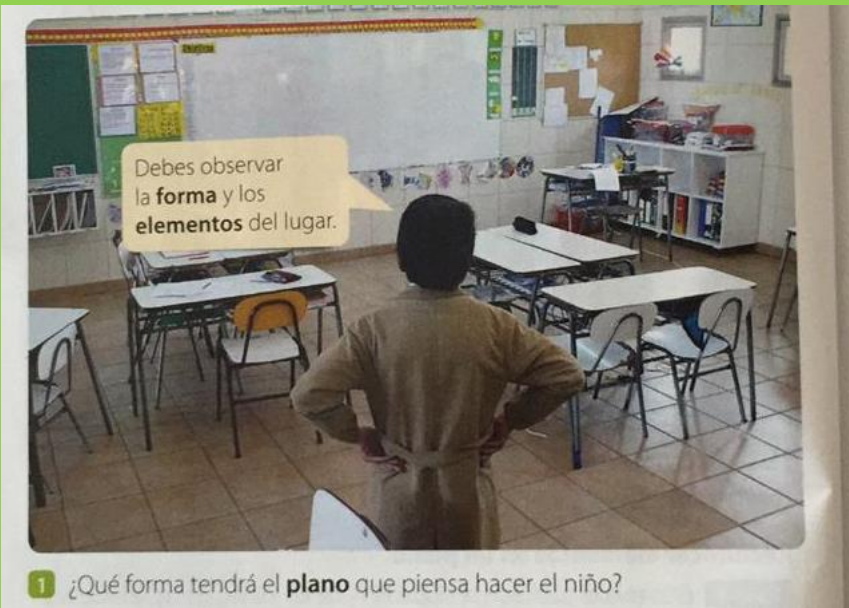 Debes observar
la forma y los
elementos del lugar.
1 ¿Qué forma tendrá el plano que piensa hacer el niño?